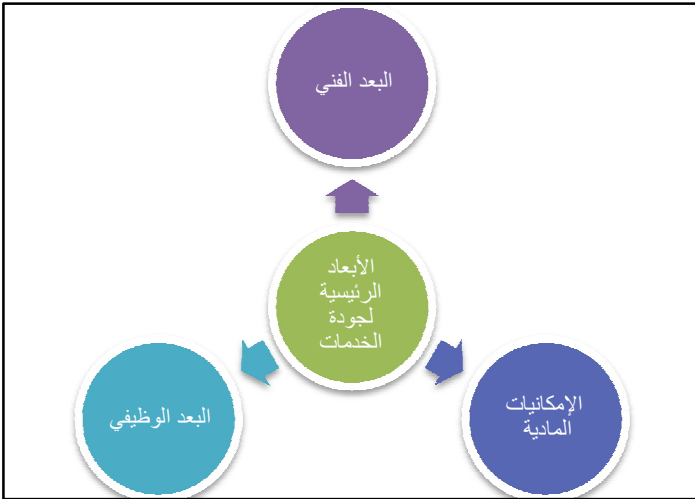 البعد الفني
الأبعاد
الرئيسية
لجودة
الخدمات
الإمكانيات
المادية
البعد الوظيفي